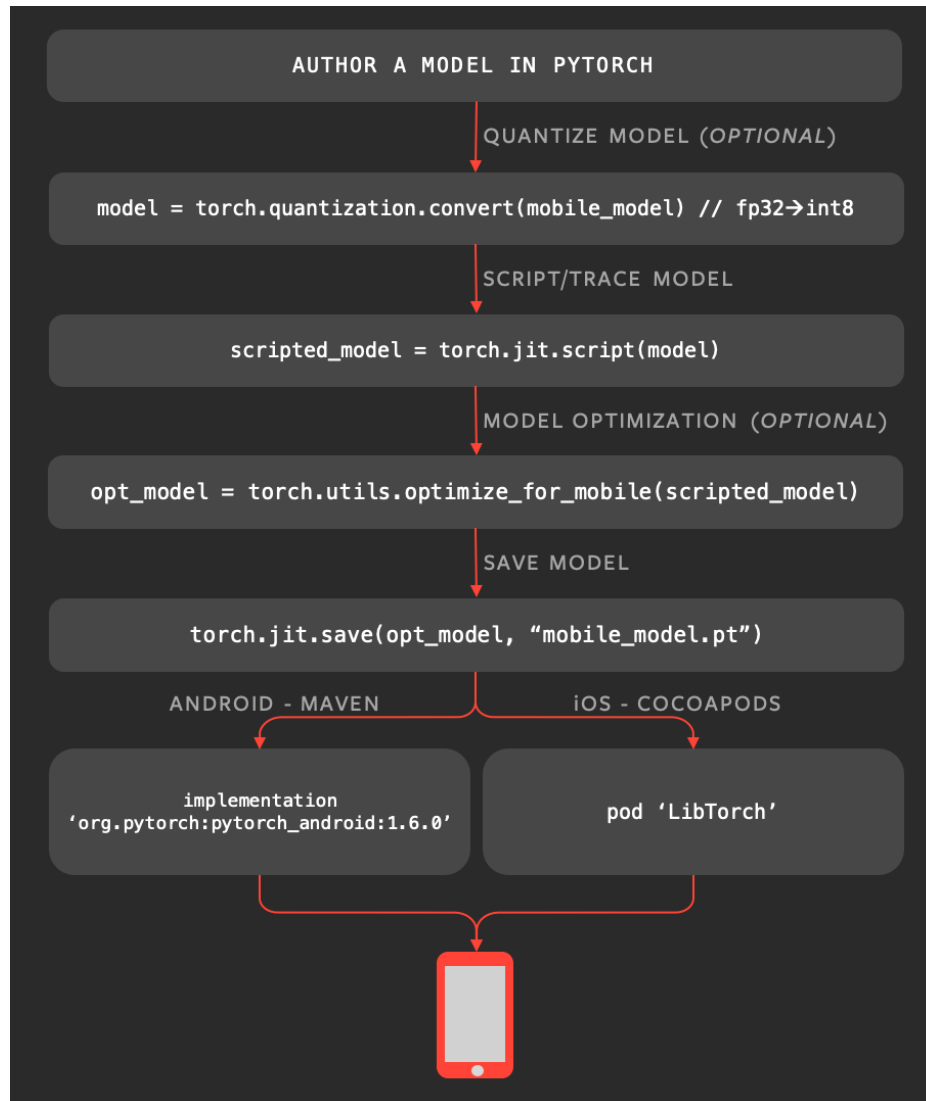 AUTHOR A MODEL IN PYTORCH
QUANTIZE MODEL (OPTIONAL)
model = torch.quantization.convert(mobile_model) // fp32→int8
SCRIPT/TRACE MODEL
scripted_model = torch.jit.script(model)
MODEL OPTIMIZATION (OPTIONAL)
opt_model = torch.utils.optimize_for_mobile(scripted_model)
SAVE MODEL
torch.jit.save(opt_model, “mobile_model.pt”)
ANDROID - MAVEN
iOS - COCOAPODS
implementation
‘org.pytorch:pytorch_android:1.6.0’
pod ‘LibTorch’